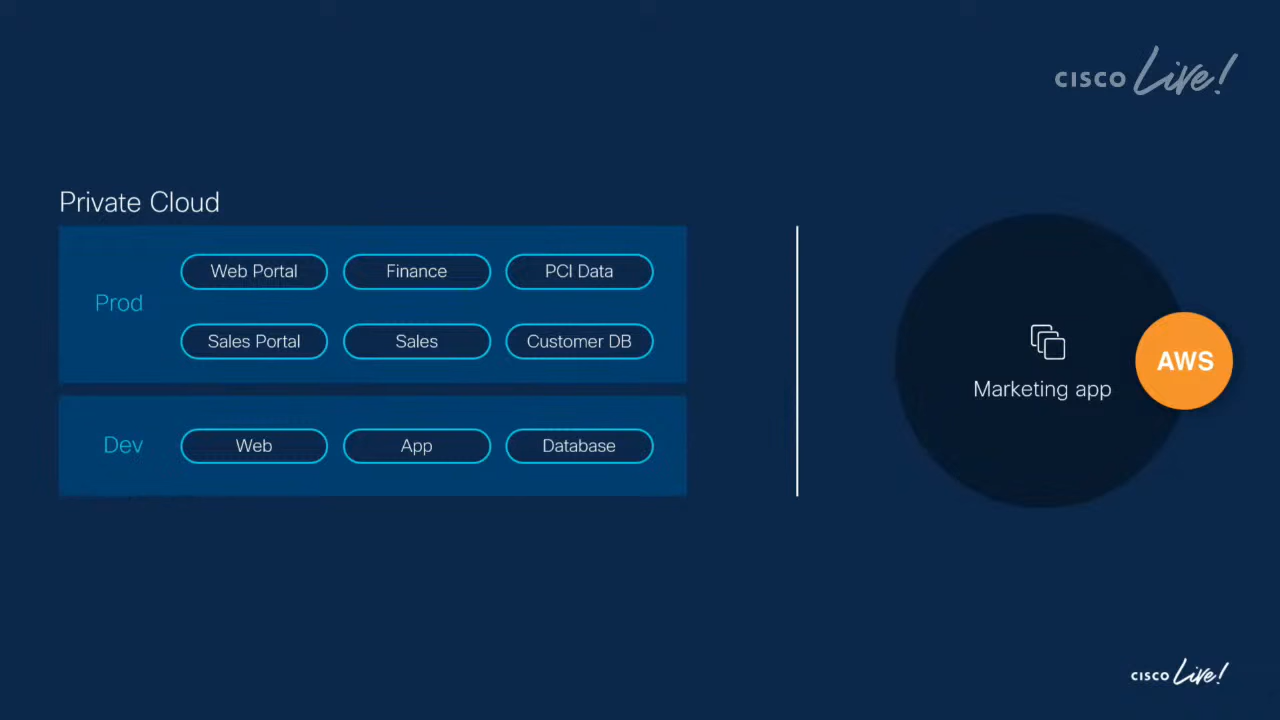 CISCO Live!
Private Cloud
Prod
Web Portal
Finance
PCI Data
Sales Portal
Sales
Customer DB
Dev
Web
App
Database
Marketing app
AWS
CISCO Live!